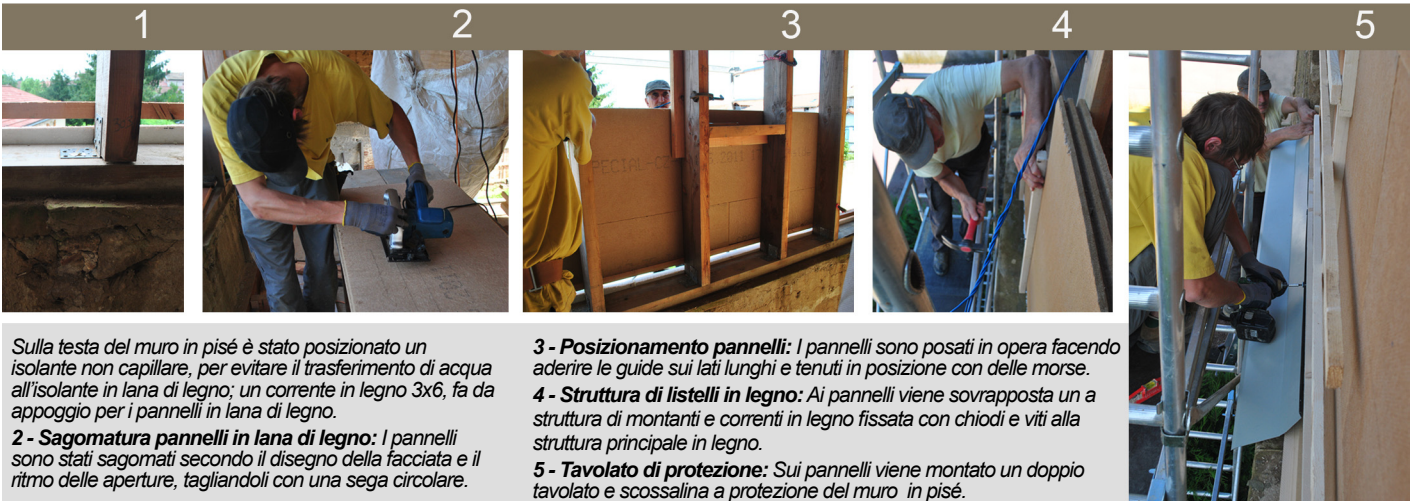 1
2
3
4
5
PECIAL-CE
Sulla testa del muro in pisé è stato posizionato un
isolante non capillare, per evitare il trasferimento di acqua
all'isolante in lana di legno; un corrente in legno 3x6, fa da
appoggio per i pannelli in lana di legno.
2 - Sagomatura pannelli in lana di legno: I pannelli
sono stati sagomati secondo il disegno della facciata e il
ritmo delle aperture, tagliandoli con una sega circolare.
3 - Posizionamento pannelli: I pannelli sono posati in opera facendo
aderire le guide sui lati lunghi e tenuti in posizione con delle morse.
4 - Struttura di listelli in legno: Ai pannelli viene sovrapposta un a
struttura di montanti e correnti in legno fissata con chiodi e viti alla
struttura principale in legno.
5 - Tavolato di protezione: Sui pannelli viene montato un doppio
tavolato e scossalina a protezione del muro  in pisé.